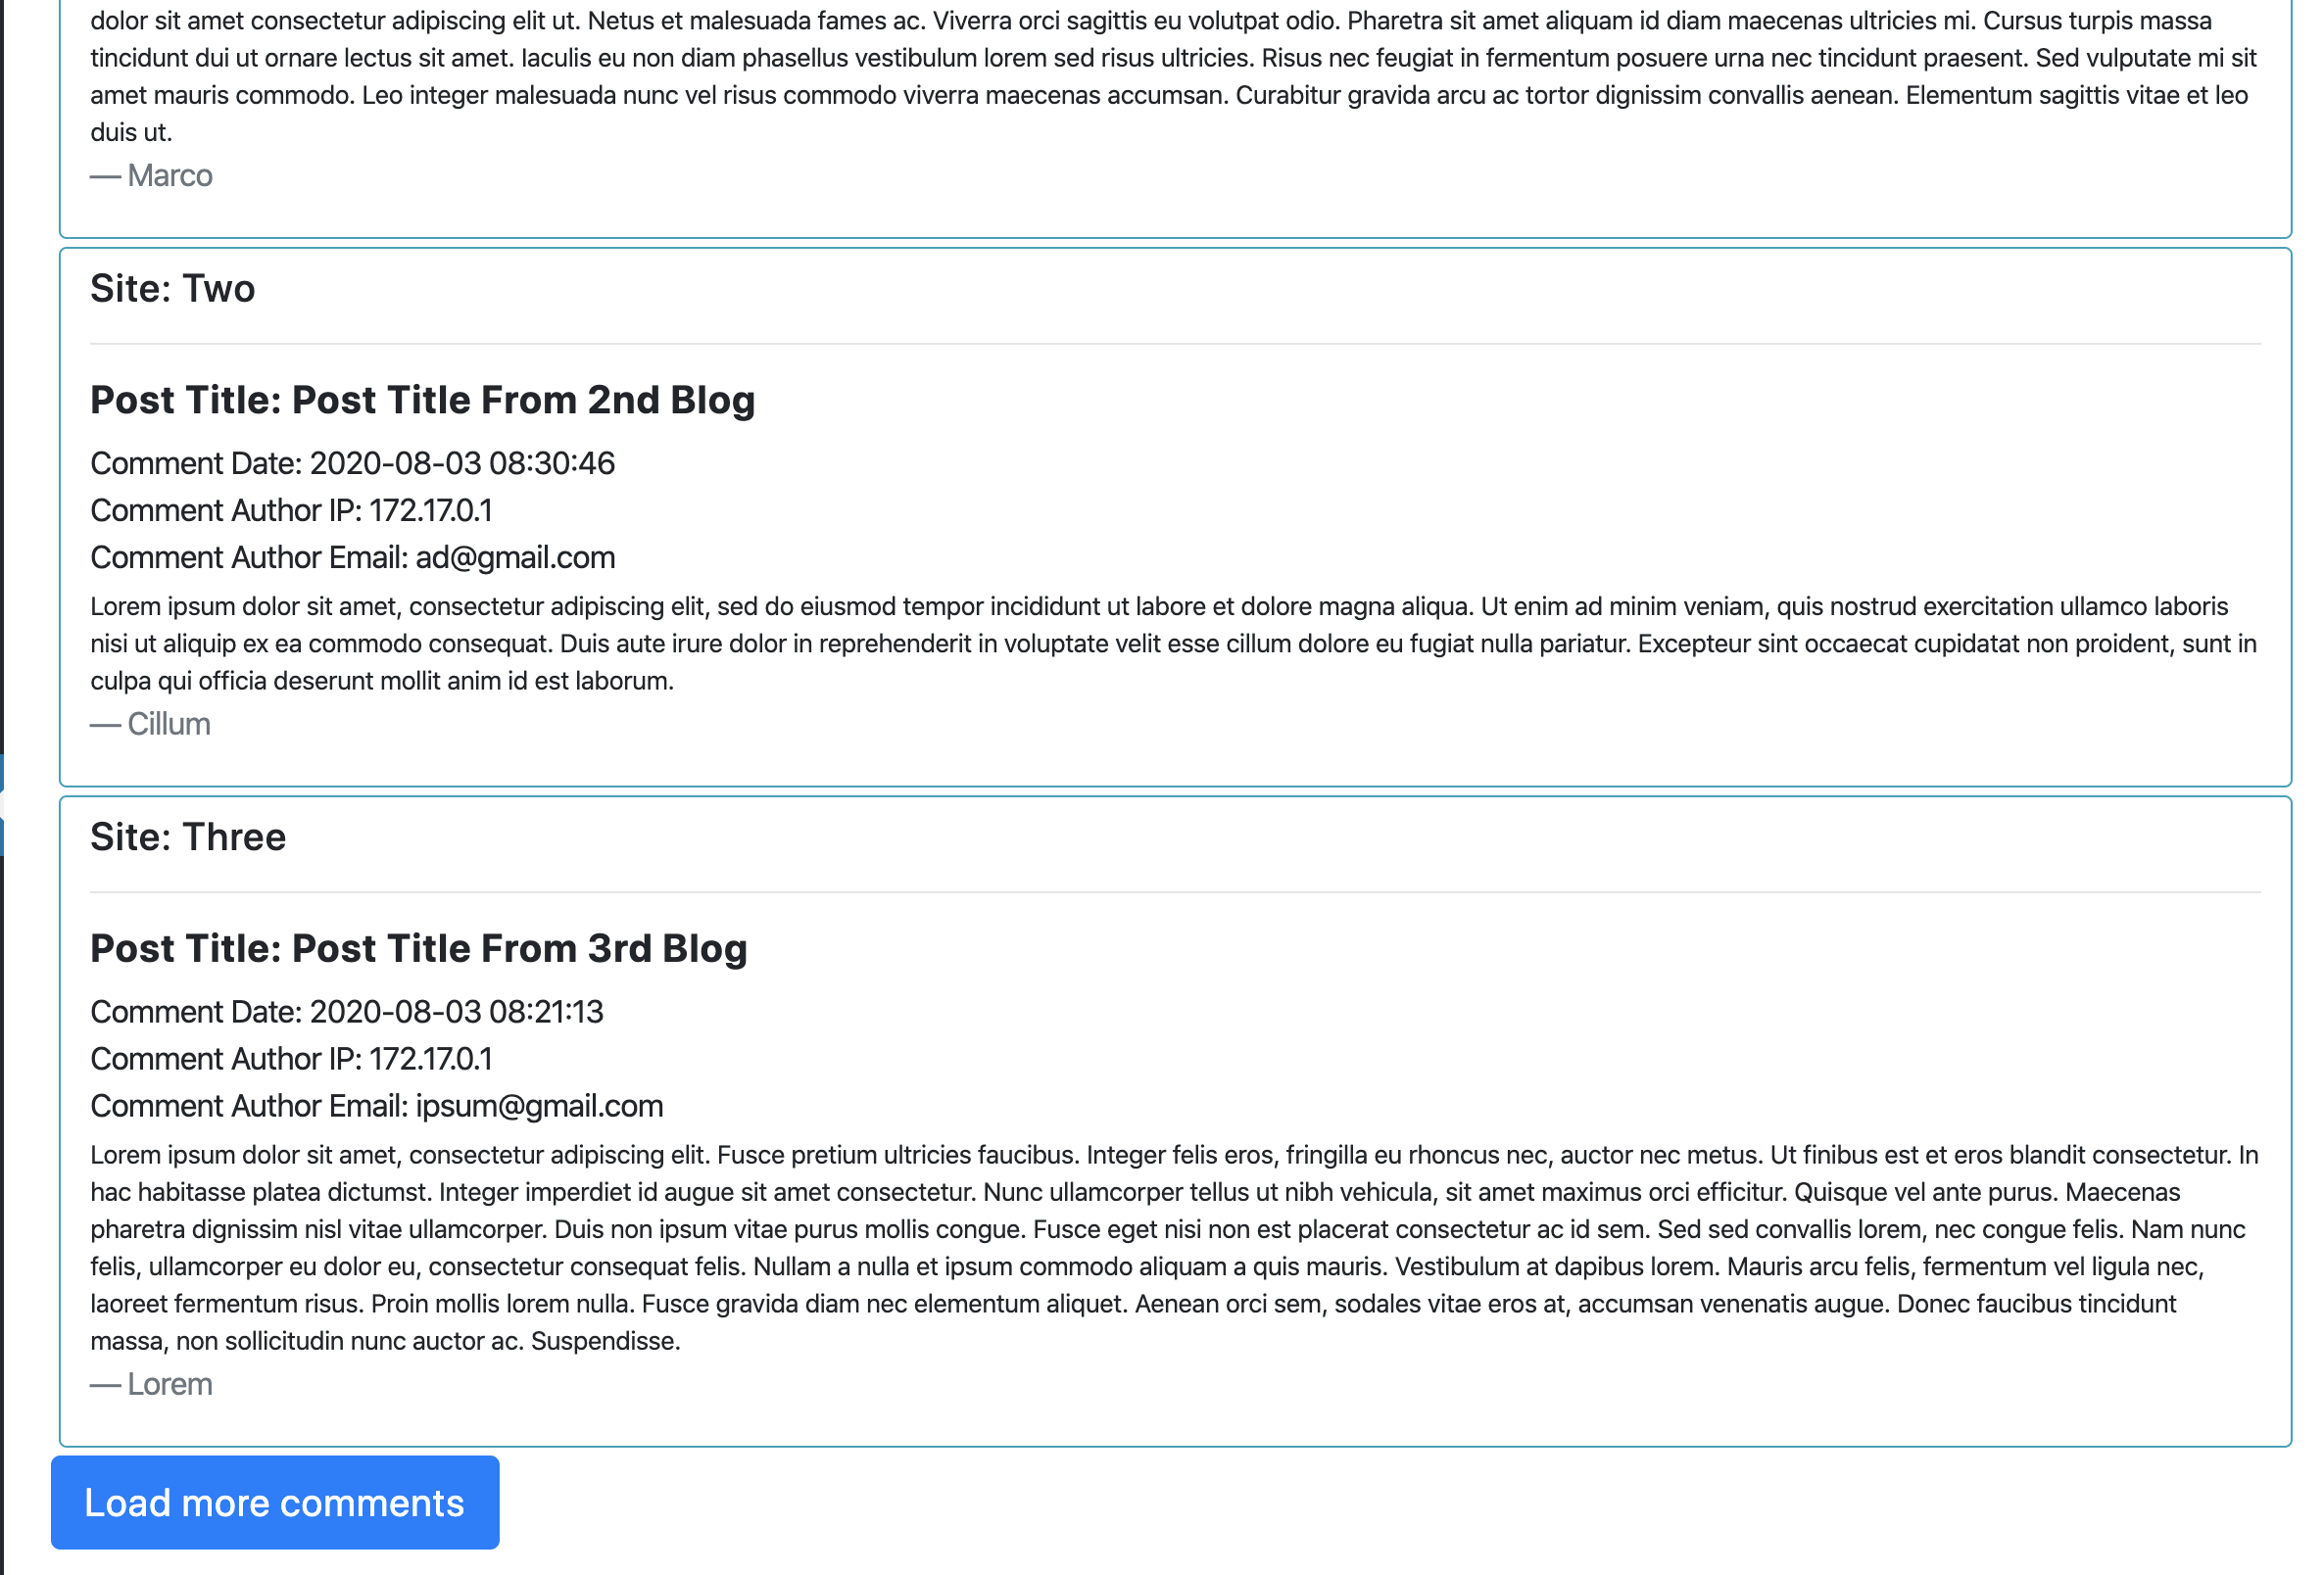 dolor sit amet consectetur adipiscing elit ut. Netus et malesuada fames ac. Viverra orci sagittis eu volutpat odio. Pharetra sit amet aliquam id diam maecenas ultricies mi. Cursus turpis massa
tincidunt dui ut ornare lectus sit amet. Iaculis eu non diam phasellus vestibulum lorem sed risus ultricies. Risus nec feugiat in fermentum posuere urna nec tincidunt praesent. Sed vulputate mi sit
amet mauris commodo. Leo integer malesuada nunc vel risus commodo viverra maecenas accumsan. Curabitur gravida arcu ac tortor dignissim convallis aenean. Elementum sagittis vitae et leo
duis ut.
— Marco
Site: Two
Post Title: Post Title From 2nd Blog
Comment Date: 2020-08-03 08:30:46
Comment Author IP: 172.17.0.1
Comment Author Email: ad@gmail.com
Lorem ipsum dolor sit amet, consectetur adipiscing elit, sed do eiusmod tempor incididunt ut labore et dolore magna aliqua. Ut enim ad minim veniam, quis nostrud exercitation ullamco laboris
nisi ut aliquip ex ea commodo consequat. Duis aute irure dolor in reprehenderit in voluptate velit esse cillum dolore eu fugiat nulla pariatur. Excepteur sint occaecat cupidatat non proident, sunt in
culpa qui officia deserunt mollit anim id est laborum.
— Cillum
Site: Three
Post Title: Post Title From 3rd Blog
Comment Date: 2020-08-03 08:21:13
Comment Author IP: 172.17.0.1
Comment Author Email: ipsum@gmail.com
Lorem ipsum dolor sit amet, consectetur adipiscing elit. Fusce pretium ultricies faucibus. Integer felis eros, fringilla eu rhoncus nec, auctor nec metus. Ut finibus est et eros blandit consectetur. In
hac habitasse platea dictumst. Integer imperdiet id augue sit amet consectetur. Nunc ullamcorper tellus ut nibh vehicula, sit amet maximus orci efficitur. Quisque vel ante purus. Maecenas
pharetra dignissim nisl vitae ullamcorper. Duis non ipsum vitae purus mollis congue. Fusce eget nisi non est placerat consectetur ac id sem. Sed sed convallis lorem, nec congue felis. Nam nunc
felis, ullamcorper eu dolor eu, consectetur consequat felis. Nullam a nulla et ipsum commodo aliquam a quis mauris. Vestibulum at dapibus lorem. Mauris arcu felis, fermentum vel ligula nec,
laoreet fermentum risus. Proin mollis lorem nulla. Fusce gravida diam nec elementum aliquet. Aenean orci sem, sodales vitae eros at, accumsan venenatis augue. Donec faucibus tincidunt
massa, non sollicitudin nunc auctor ac. Suspendisse.
— Lorem
Load more comments